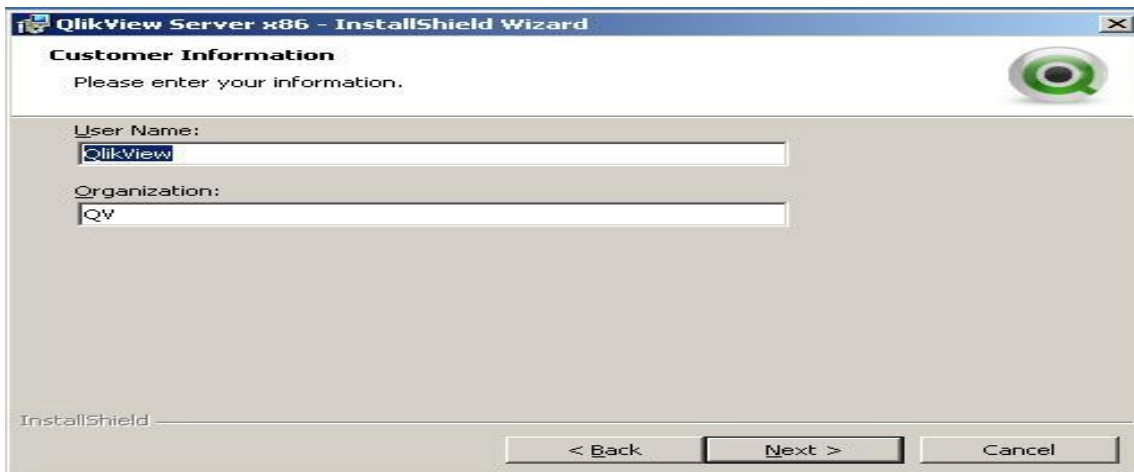 QlikView Server x86 - InstallShield Wizard
Customer Information
Please enter your information.
User Name:
QlikView
Organization:
QV
InstallShield
< Back Next > Cancel